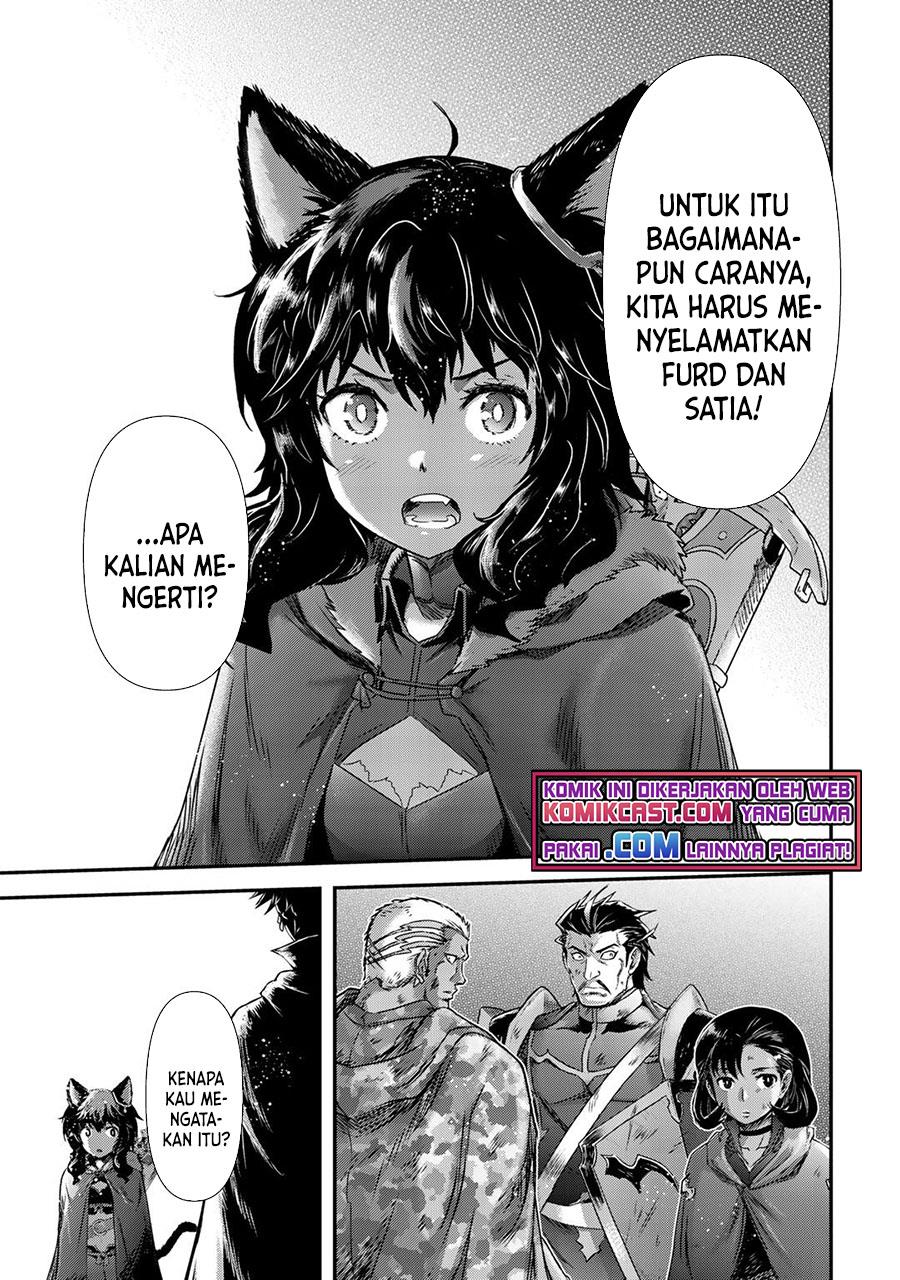 UNTUK ITU
BAGAIMANA-
PUN CARANYA,
KITA HARUS ME-
NYELAMATKAN
FURD DAN
SATIA!
...APA
KALIAN ME-
NGERTI?
KOMIK INI DIKERJAKAN OLEH WEB
KOMIKCAST.COM YANG CUMA
PAKAI .COM LAINNYA PLAGIAT!
KENAPA
KAU ME-
NGATA-
KAN ITU?